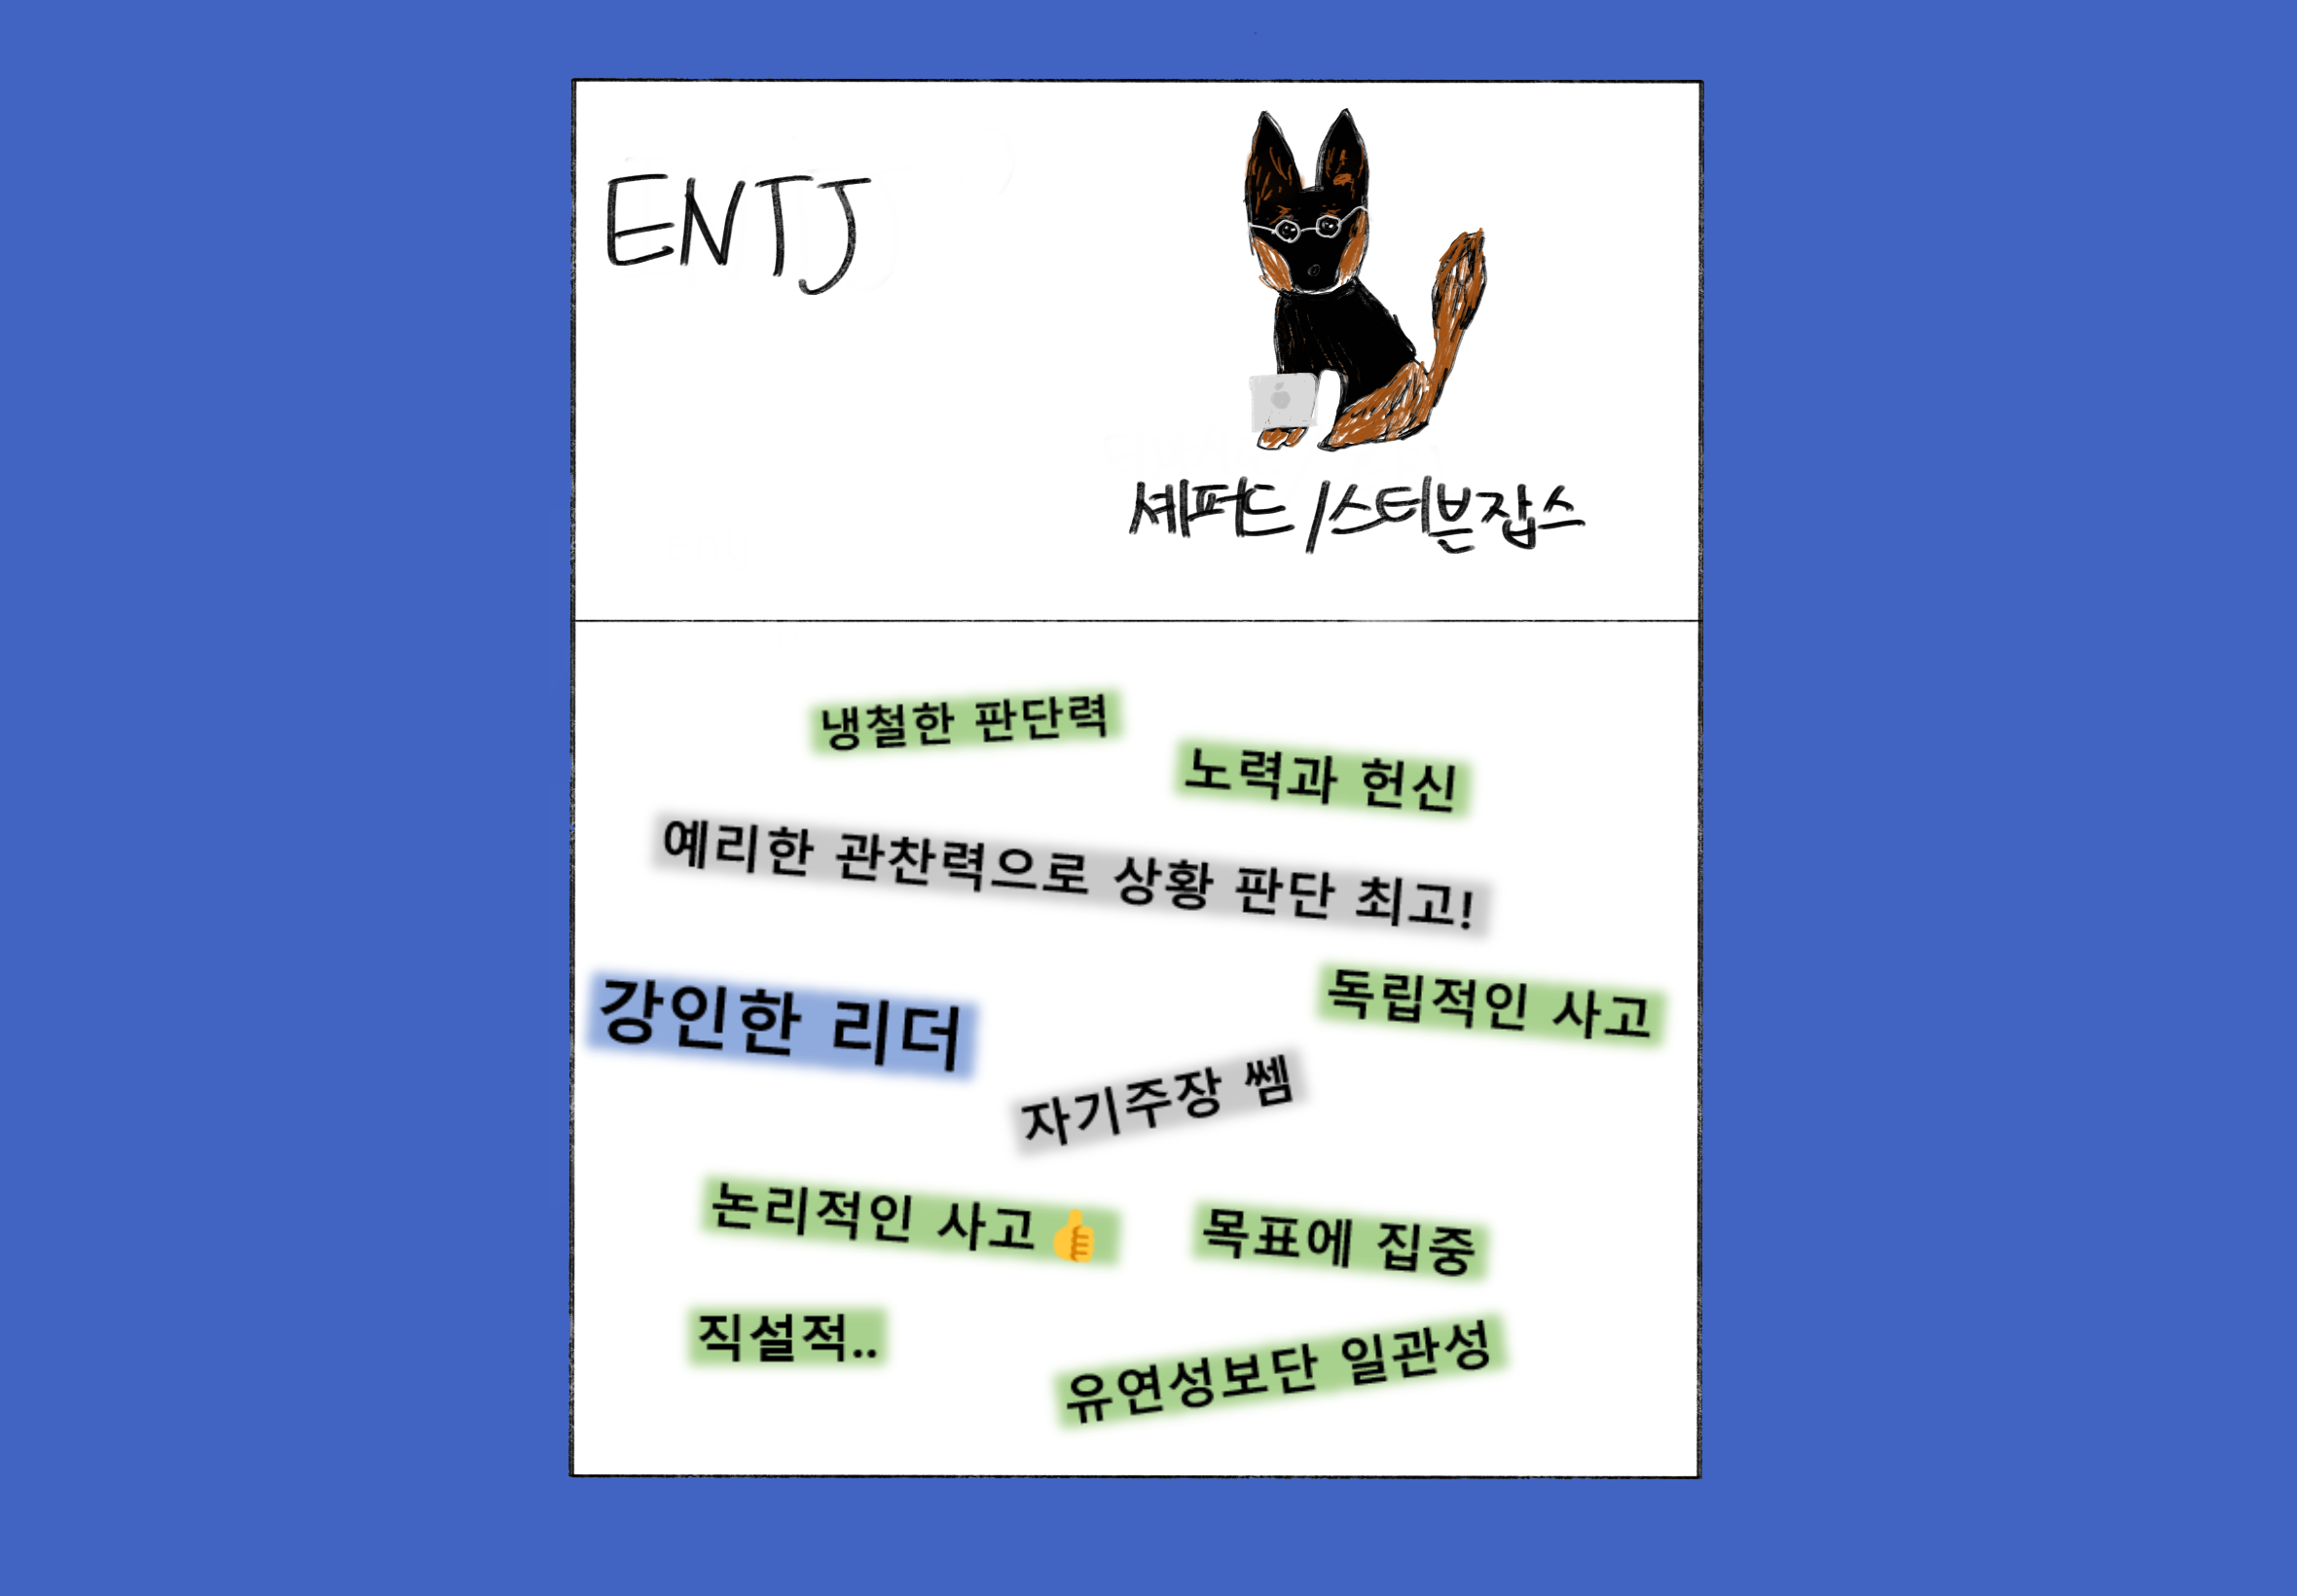 ENTJ
셰퍼드/스티븐잡스
냉철한 판단력
노력과 헌신
예리한 관찬력으로 상황 판단 최고!
강인한 리더
독립적인 사고
자기주장 쎔
논리적인 사고👍
목표에 집중
직설적..
유연성보단 일관성